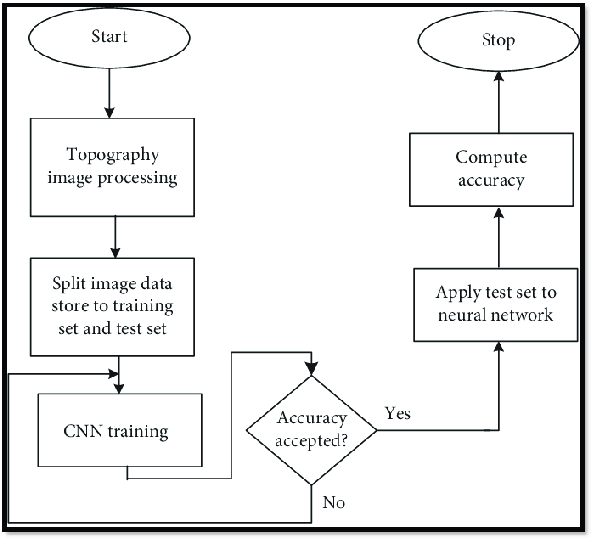 Start
Topography
image processing
Split image data
store to training
set and test set
CNN training
Accuracy
accepted?
Yes
No
Apply test set to
neural network
Compute
accuracy
Stop